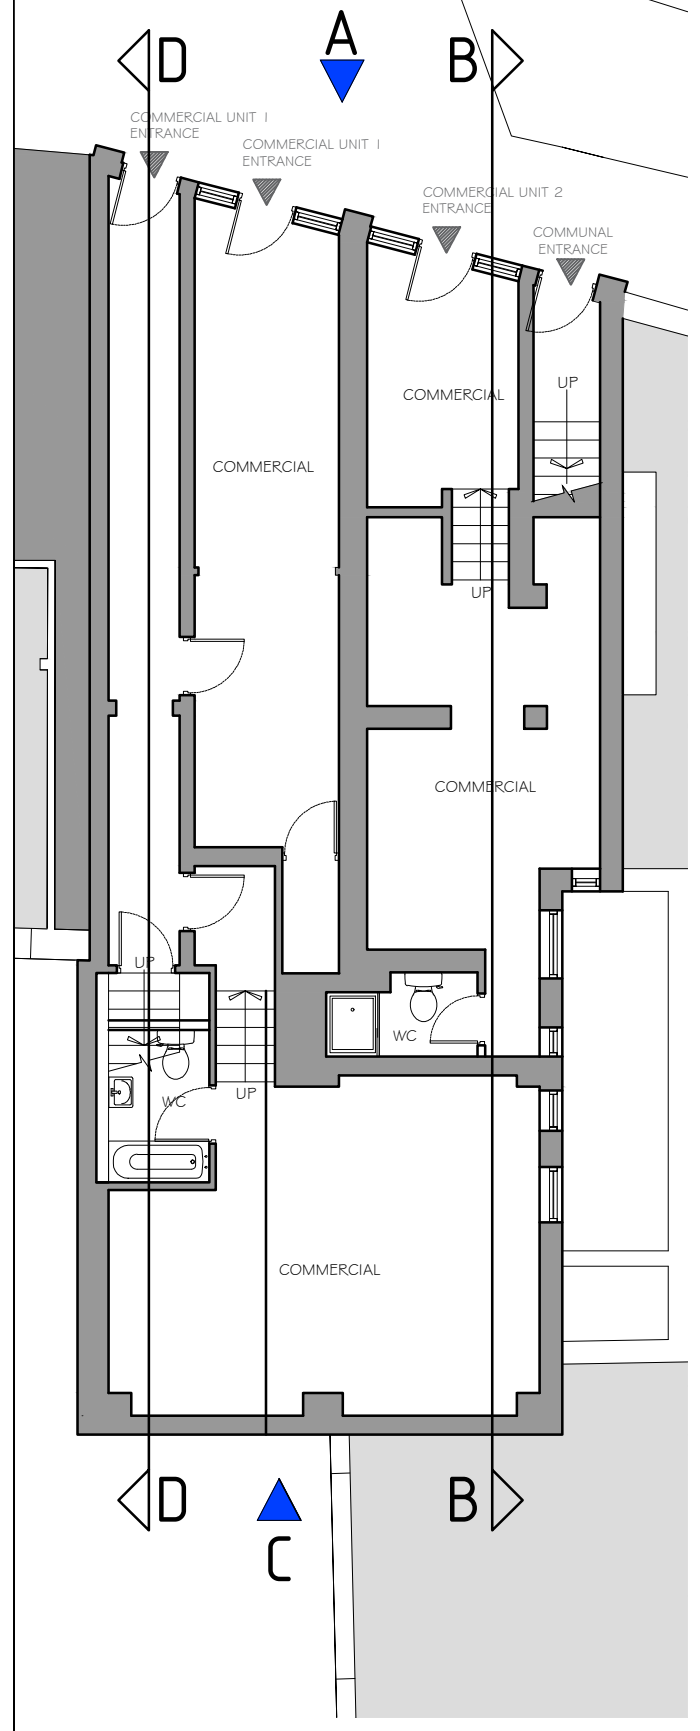 A
D
B
COMMERCIAL UNIT 1
ENTRANCE
COMMERCIAL UNIT 1
ENTRANCE
COMMERCIAL UNIT 2
ENTRANCE
COMMUNAL
ENTRANCE
UP
COMMERCIAL
COMMERCIAL
UP
COMMERCIAL
UP
WC
UP
WC
COMMERCIAL
D
B
C